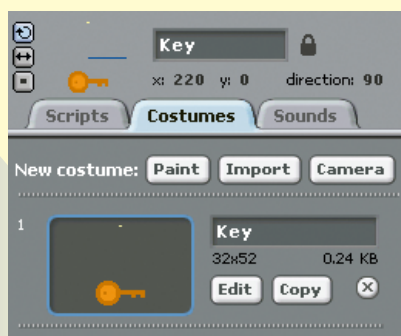 Key
x: 220 y: 0 direction: 90
Scripts Costumes Sounds
New costume: Paint Import Camera
1 Key
32x52 0.24 KB
Edit Copy